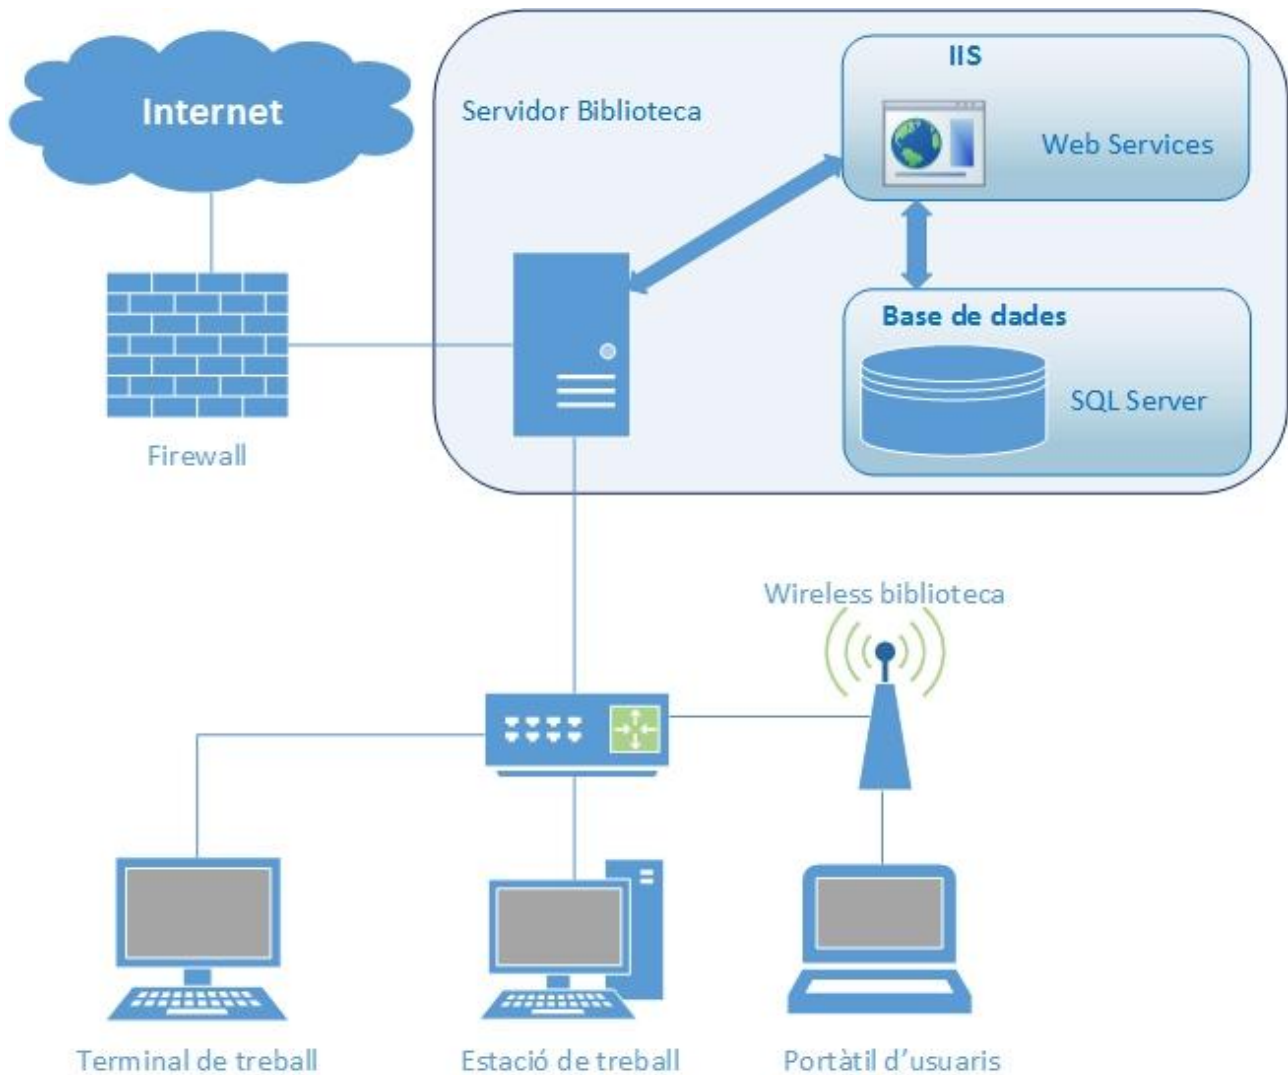 Internet
Servidor Biblioteca
IIS
Web Services
Base de dades
SQL Server
Firewall
Wireless biblioteca
Terminal de treball
Estació de treball
Portàtil d’usuaris